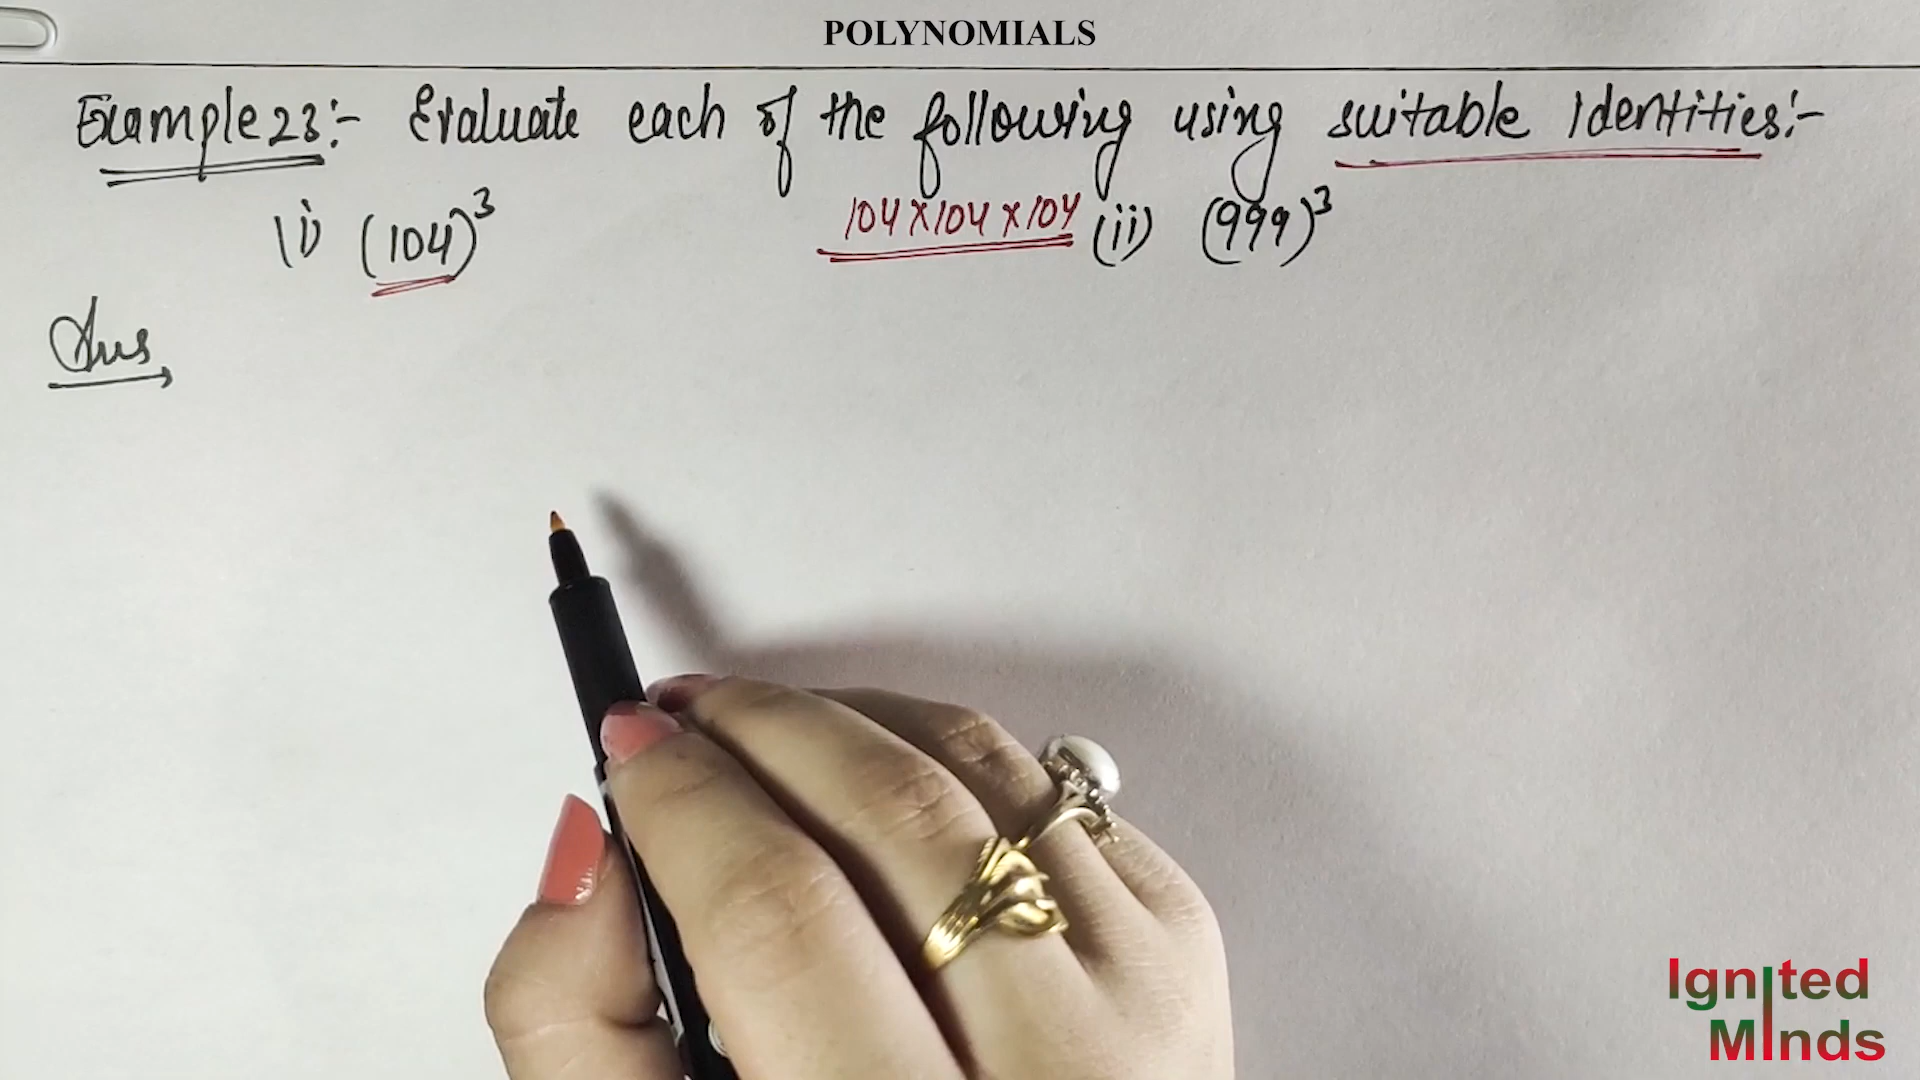 POLYNOMIALS
Example 23:- Evaluate each of the following using suitable Identities:-
(i) (104)³ 104×104×104 (ii) (999)³
Ans
Ignited
Minds